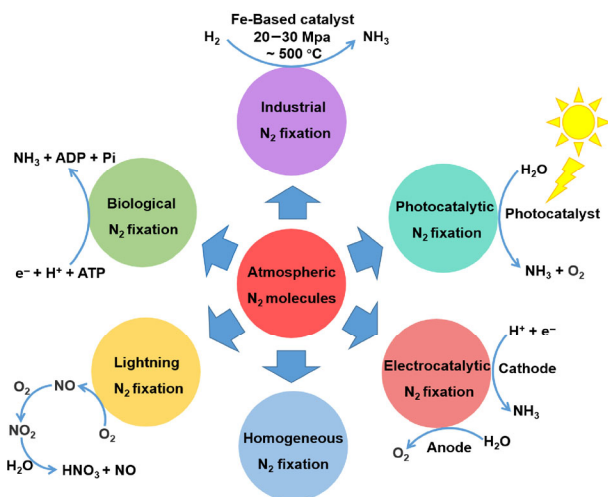 Fe-Based catalyst
H₂
20−30 Mpa
NH₃
~ 500 °C
Industrial
N₂ fixation
NH₃ + ADP + Pi
Biological
N₂ fixation
e⁻ + H⁺ + ATP
H₂O
Photocatalytic
N₂ fixation
Photocatalyst
NH₃ + O₂
Atmospheric
N₂ molecules
Lightning
N₂ fixation
O₂
NO
NO₂
O₂
H₂O
HNO₃ + NO
Electrocatalytic
N₂ fixation
H⁺ + e⁻
Cathode
NH₃
H₂O
O₂
Anode
Homogeneous
N₂ fixation